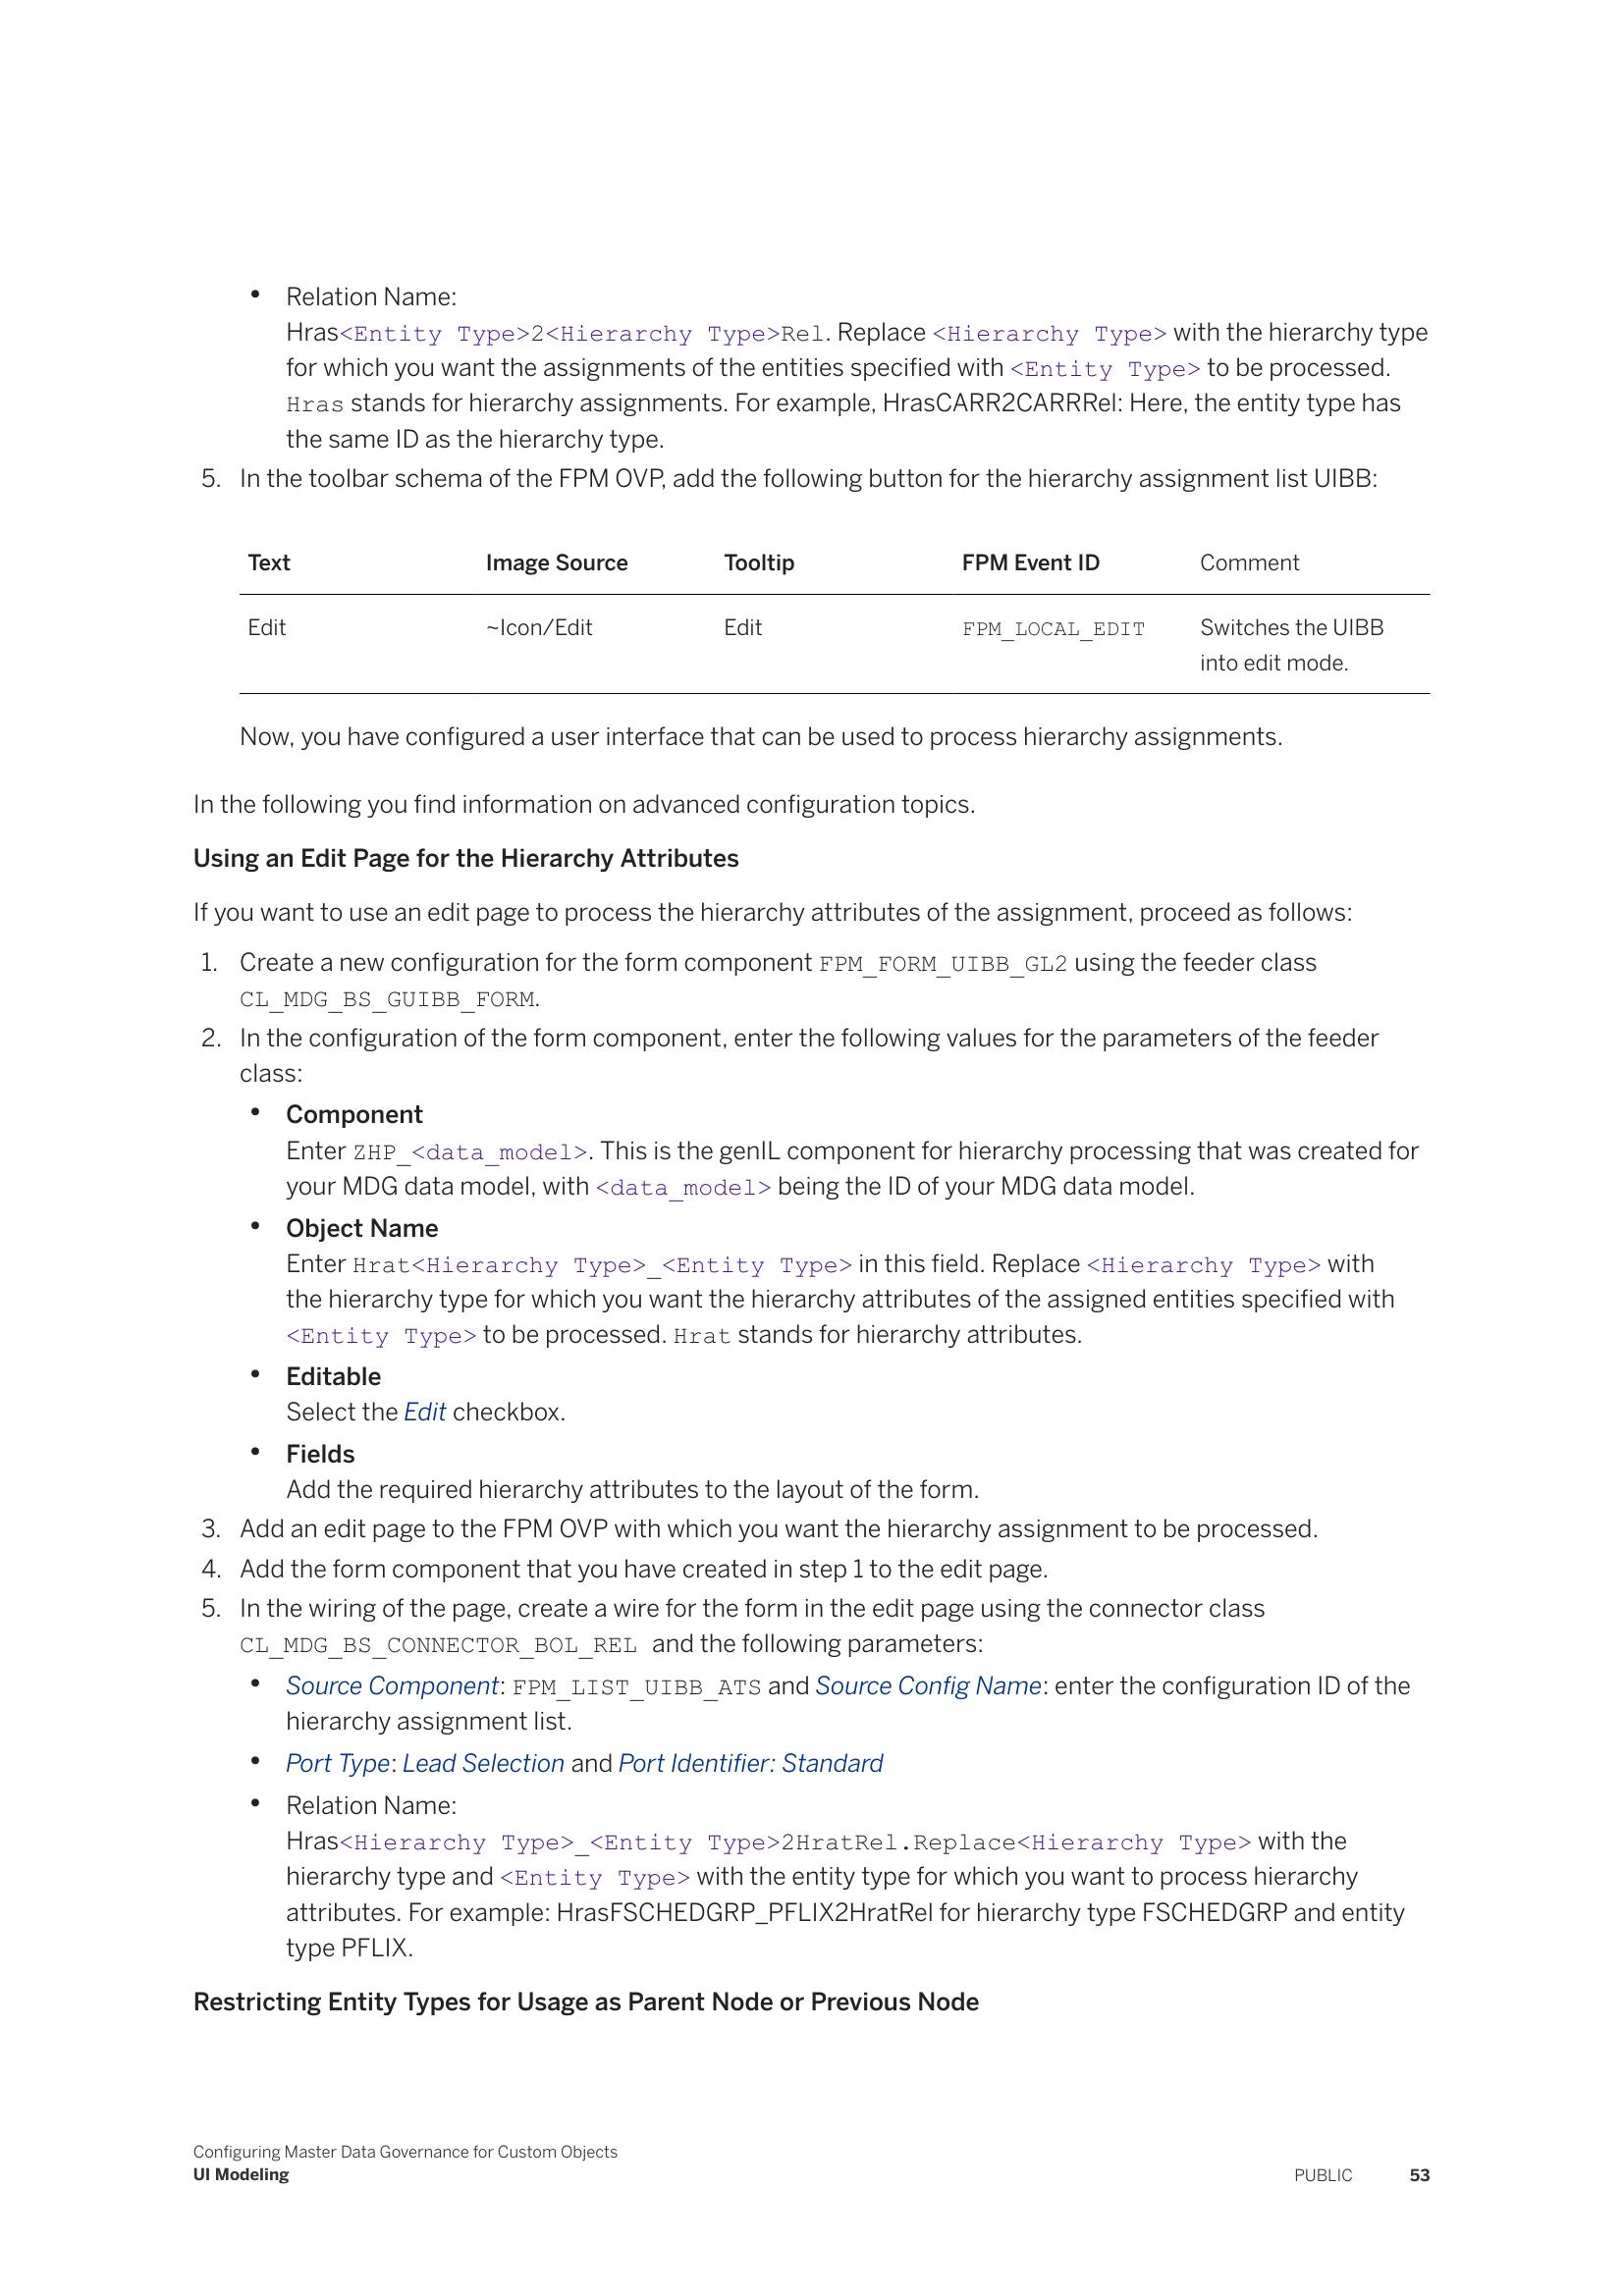 • Relation Name:
Hras<Entity Type>2<Hierarchy Type>Rel. Replace <Hierarchy Type> with the hierarchy type
for which you want the assignments of the entities specified with <Entity Type> to be processed.
Hras stands for hierarchy assignments. For example, HrasCARR2CARRRel: Here, the entity type has
the same ID as the hierarchy type.
5. In the toolbar schema of the FPM OVP, add the following button for the hierarchy assignment list UIBB:
Text Image Source Tooltip FPM Event ID Comment
Edit ~Icon/Edit Edit FPM_LOCAL_EDIT Switches the UIBB
into edit mode.
Now, you have configured a user interface that can be used to process hierarchy assignments.
In the following you find information on advanced configuration topics.
Using an Edit Page for the Hierarchy Attributes
If you want to use an edit page to process the hierarchy attributes of the assignment, proceed as follows:
1. Create a new configuration for the form component FPM_FORM_UIBB_GL2 using the feeder class
CL_MDG_BS_GUIBB_FORM.
2. In the configuration of the form component, enter the following values for the parameters of the feeder
class:
• Component
Enter ZHP_<data_model>. This is the genIL component for hierarchy processing that was created for
your MDG data model, with <data_model> being the ID of your MDG data model.
• Object Name
Enter Hrat<Hierarchy Type>_<Entity Type> in this field. Replace <Hierarchy Type> with
the hierarchy type for which you want the hierarchy attributes of the assigned entities specified with
<Entity Type> to be processed. Hrat stands for hierarchy attributes.
• Editable
Select the Edit checkbox.
• Fields
Add the required hierarchy attributes to the layout of the form.
3. Add an edit page to the FPM OVP with which you want the hierarchy assignment to be processed.
4. Add the form component that you have created in step 1 to the edit page.
5. In the wiring of the page, create a wire for the form in the edit page using the connector class
CL_MDG_BS_CONNECTOR_BOL_REL and the following parameters:
• Source Component: FPM_LIST_UIBB_ATS and Source Config Name: enter the configuration ID of the
hierarchy assignment list.
• Port Type: Lead Selection and Port Identifier: Standard
• Relation Name:
Hras<Hierarchy Type>_<Entity Type>2HratRel.Replace<Hierarchy Type> with the
hierarchy type and <Entity Type> with the entity type for which you want to process hierarchy
attributes. For example: HrasFSCHEDGRP_PFLIX2HratRel for hierarchy type FSCHEDGRP and entity
type PFLIX.
Restricting Entity Types for Usage as Parent Node or Previous Node
Configuring Master Data Governance for Custom Objects
UI Modeling PUBLIC 53